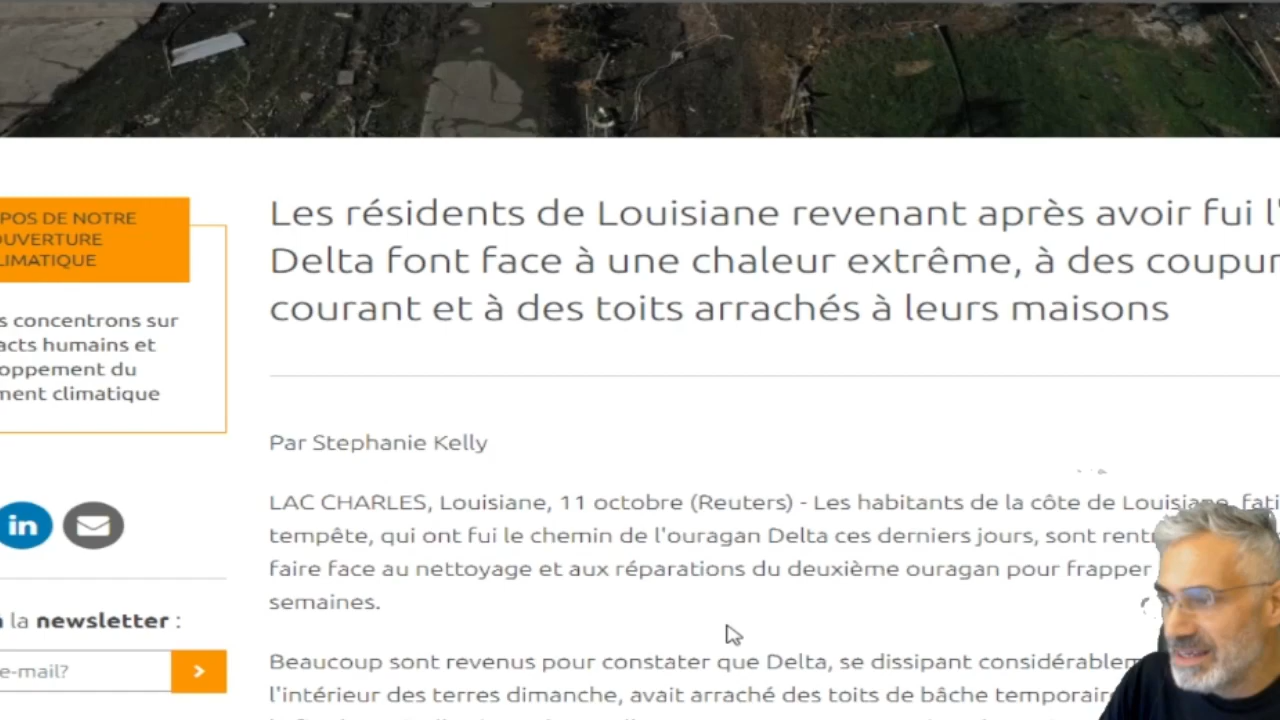 POS DE NOTRE
OUVERTURE
LIMATIQUE
s concentrons sur
acts humains et
oppement du
ment climatique
in
la newsletter :
e-mail?
Les résidents de Louisiane revenant après avoir fui l'
Delta font face à une chaleur extrême, à des coupur
courant et à des toits arrachés à leurs maisons
Par Stephanie Kelly
LAC CHARLES, Louisiane, 11 octobre (Reuters) - Les habitants de la côte de Louisiane, fati
tempête, qui ont fui le chemin de l'ouragan Delta ces derniers jours, sont rent
faire face au nettoyage et aux réparations du deuxième ouragan pour frapper
semaines.
Beaucoup sont revenus pour constater que Delta, se dissipant considérablem
l'intérieur des terres dimanche, avait arraché des toits de bâche temporair